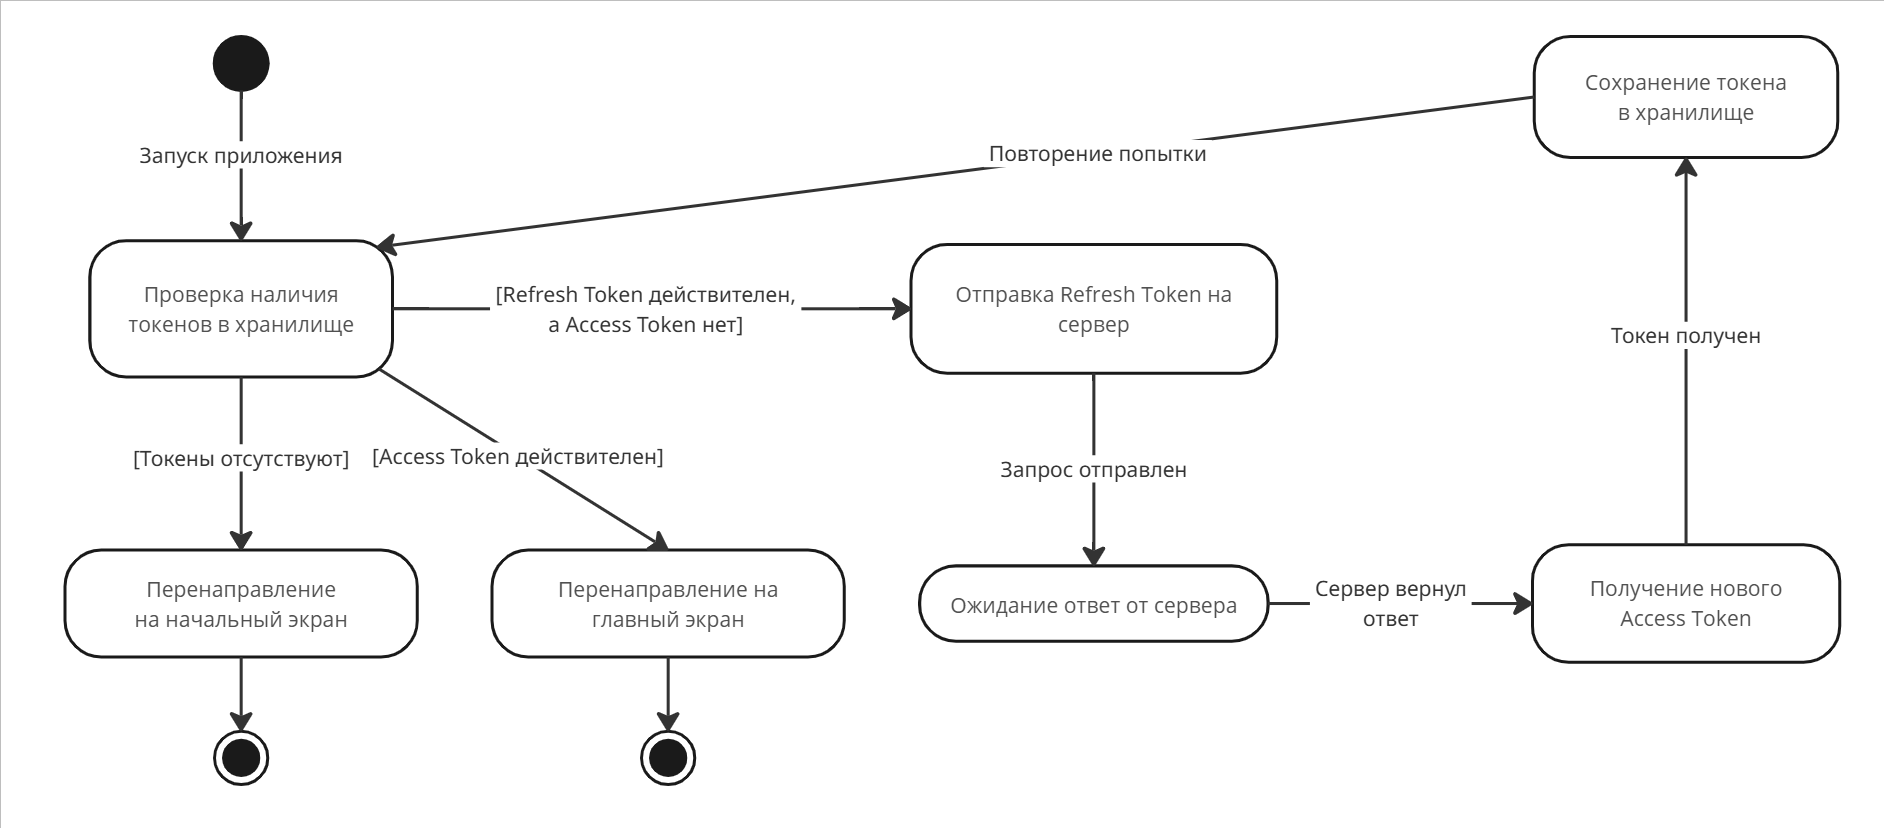 Сохранение токена
в хранилище
Запуск приложения
Повторение попытки
Проверка наличия
токенов в хранилище
[Refresh Token действителен,
а Access Token нет]
Отправка Refresh Token на
сервер
Токен получен
[Токены отсутствуют]
[Access Token действителен]
Запрос отправлен
Перенаправление
на начальный экран
Перенаправление на
главный экран
Ожидание ответ от сервера
Сервер вернул
ответ
Получение нового
Access Token